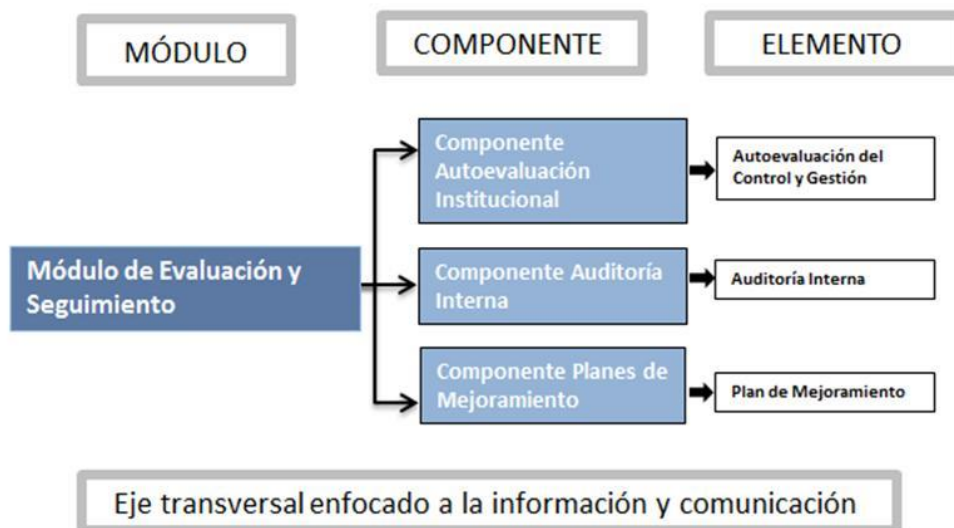 MÓDULO
COMPONENTE
ELEMENTO
Componente
Autoevaluación
Institucional
Autoevaluación del
Control y Gestión
Módulo de Evaluación y
Seguimiento
Componente Auditoría
Interna
Auditoría Interna
Componente Planes de
Mejoramiento
Plan de Mejoramiento
Eje transversal enfocado a la información y comunicación